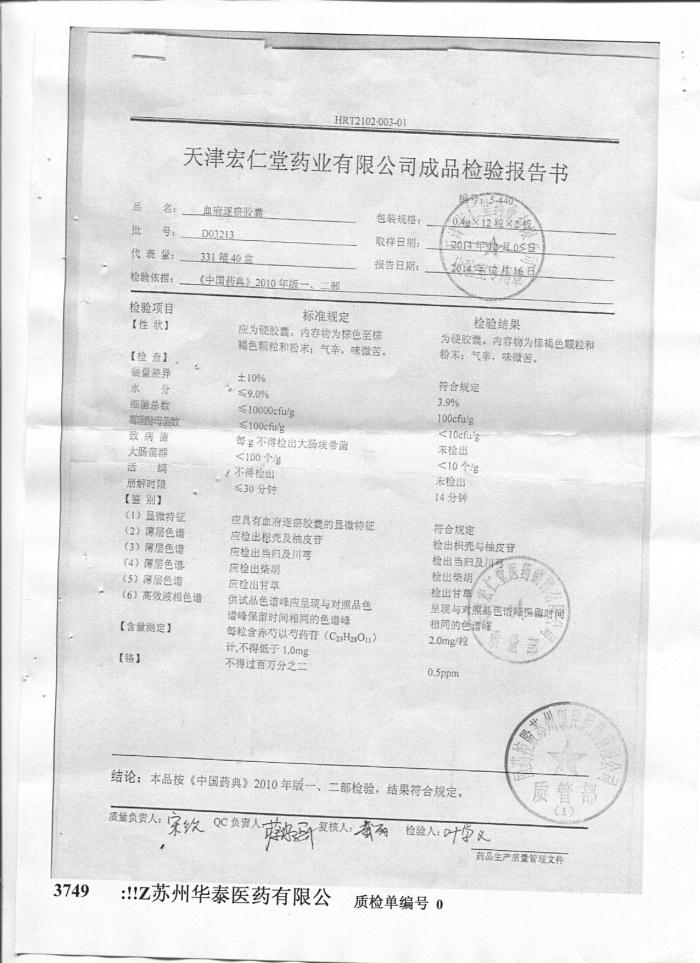 HRT2102-003-01
天津宏仁堂药业有限公司成品检验报告书
编号: 5-440
品 名: 血府逐瘀胶囊 包装规格: 0.4g×12粒×2板
批 号: D03213 取样日期: 2014年12月05日
代表量: 331箱40盒 报告日期: 2014年12月16日
检验依据: 《中国药典》2010年版一、二部
检验项目 标准规定 检验结果
【性 状】 应为硬胶囊。内容物为棕色至棕 为硬胶囊。内容物为棕褐色颗粒和
褐色颗粒和粉末；气辛，味微苦。 粉末；气辛，味微苦。
【检 查】
装量差异 ±10% 符合规定
水 分 ≤9.0% 3.9%
细菌总数 ≤10000cfu/g 100cfu/g
霉菌酵母菌数 ≤100cfu/g <10cfu/g
致病菌 每g不得检出大肠埃希菌 未检出
大肠菌群 <100个/g <10个/g
活 螨 不得检出 未检出
崩解时限 ≤30分钟 14分钟
【鉴 别】
(1) 显微特征 应具有血府逐瘀胶囊的显微特征 符合规定
(2) 薄层色谱 应检出枳壳及柚皮苷 检出枳壳与柚皮苷
(3) 薄层色谱 应检出当归及川芎 检出当归及川芎
(4) 薄层色谱 应检出柴胡 检出柴胡
(5) 薄层色谱 应检出甘草 检出甘草
(6) 高效液相色谱 供试品色谱峰应呈现与对照品色 呈现与对照品色谱峰保留时间
谱峰保留时间相同的色谱峰 相同的色谱峰
【含量测定】 每粒含赤芍以芍药苷（C23H28O11） 2.0mg/粒
计,不得低于1.0mg
【铬】 不得过百万分之二 0.5ppm
质量部
质管部
(1)
结论: 本品按《中国药典》2010年版一、二部检验，结果符合规定。
质量负责人: QC负责人: 复核人: 检验人: 叶学义
药品生产质量管理文件
3749 :!!Z苏州华泰医药有限公 质检单编号 0